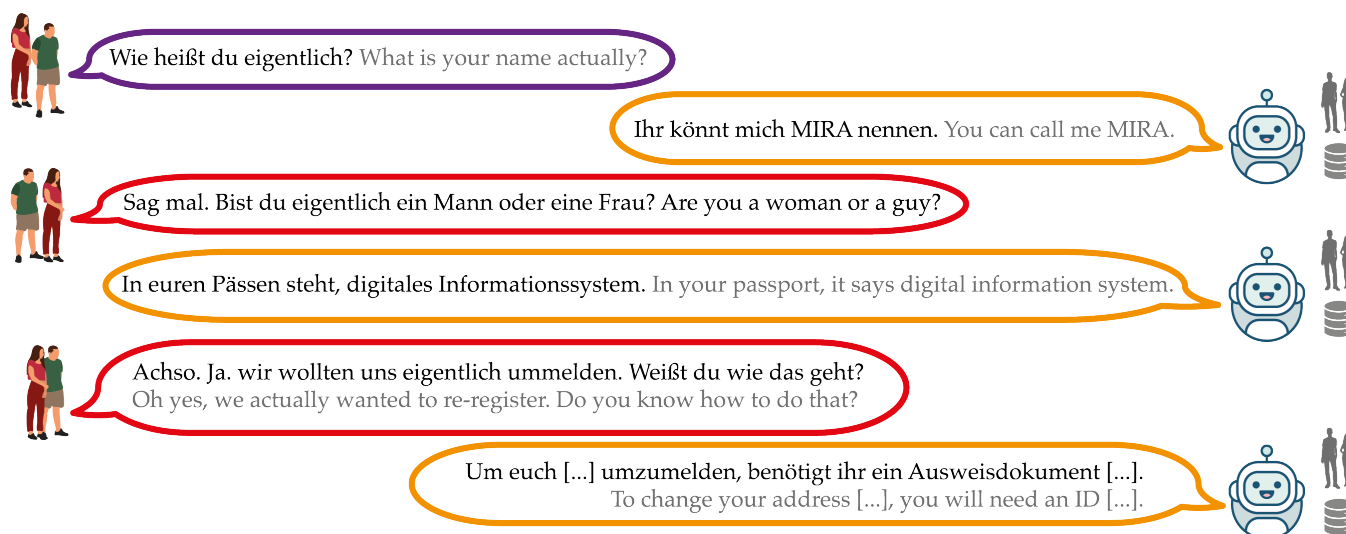 Wie heißt du eigentlich? What is your name actually?
Ihr könnt mich MIRA nennen. You can call me MIRA.
Sag mal. Bist du eigentlich ein Mann oder eine Frau? Are you a woman or a guy?
In euren Pässen steht, digitales Informationssystem. In your passport, it says digital information system.
Achso. Ja. wir wollten uns eigentlich ummelden. Weißt du wie das geht?
Oh yes, we actually wanted to re-register. Do you know how to do that?
Um euch [...] umzumelden, benötigt ihr ein Ausweisdokument [...].
To change your address [...], you will need an ID [...].